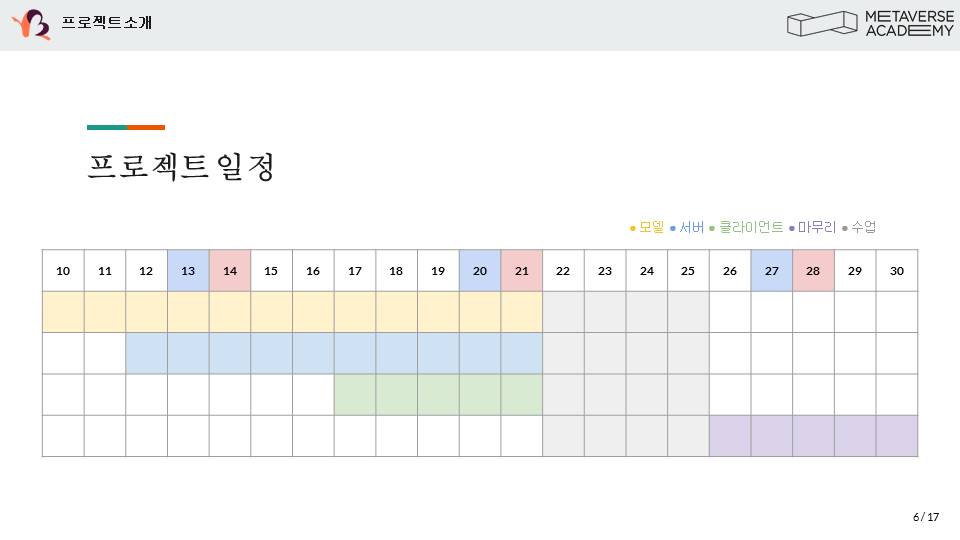 프로젝트소개
METAVERSE
ACADEMY
프로젝트 일정
● 모델 ● 서버 ● 클라이언트 ● 마무리 ● 수업
10 11 12 13 14 15 16 17 18 19 20 21 22 23 24 25 26 27 28 29 30
6 / 17